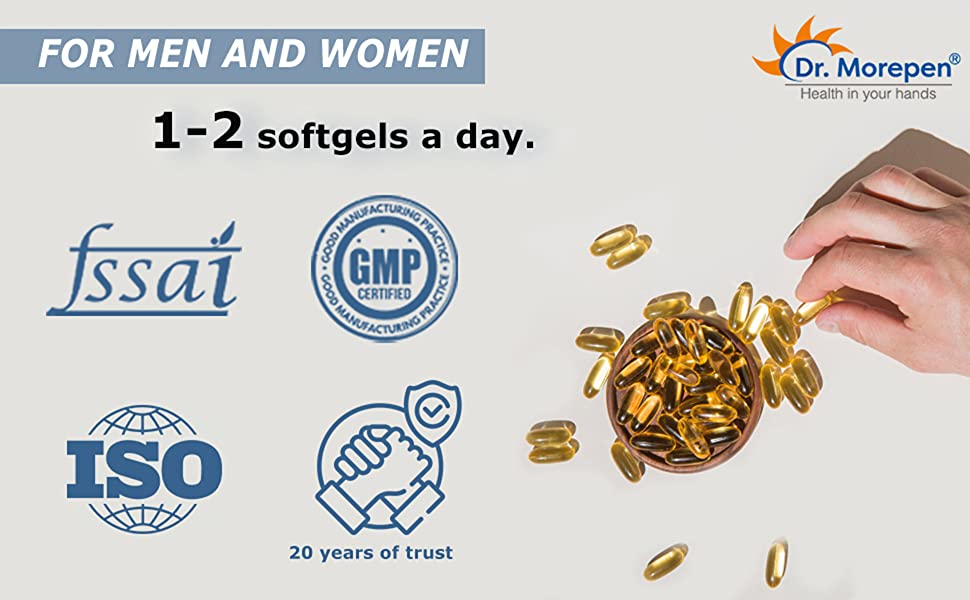 FOR MEN AND WOMEN
Dr. Morepen®
Health in your hands
1-2 softgels a day.
fssai
GOOD MANUFACTURING PRACTICE
GMP
CERTIFIED
GOOD MANUFACTURING PRACTICE
ISO
20 years of trust